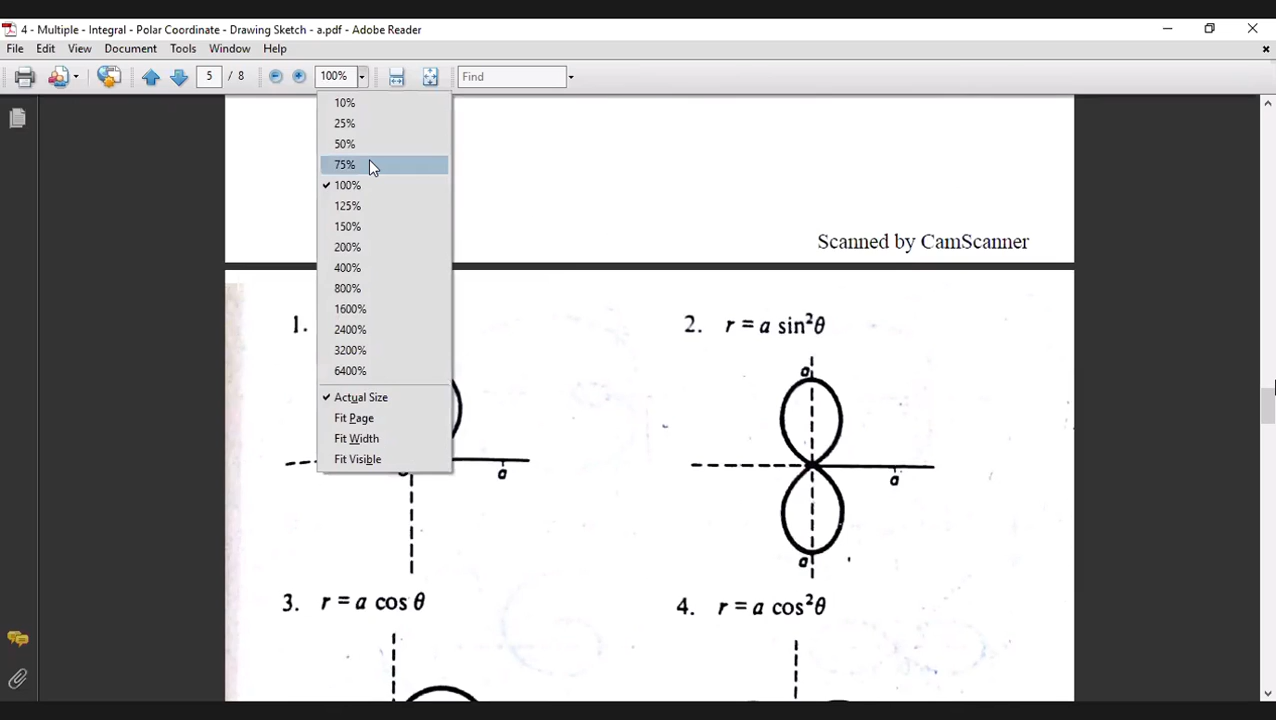 4 - Multiple - Integral - Polar Coordinate - Drawing Sketch - a.pdf - Adobe Reader
File Edit View Document Tools Window Help
5 / 8 100% Find
10%
25%
50%
75%
100%
125%
150%
200%
400%
800%
1600%
2400%
3200%
6400%
Actual Size
Fit Page
Fit Width
Fit Visible
Scanned by CamScanner
1.
a
2. r = a sin²θ
a
a
a
3. r = a cos θ
4. r = a cos²θ